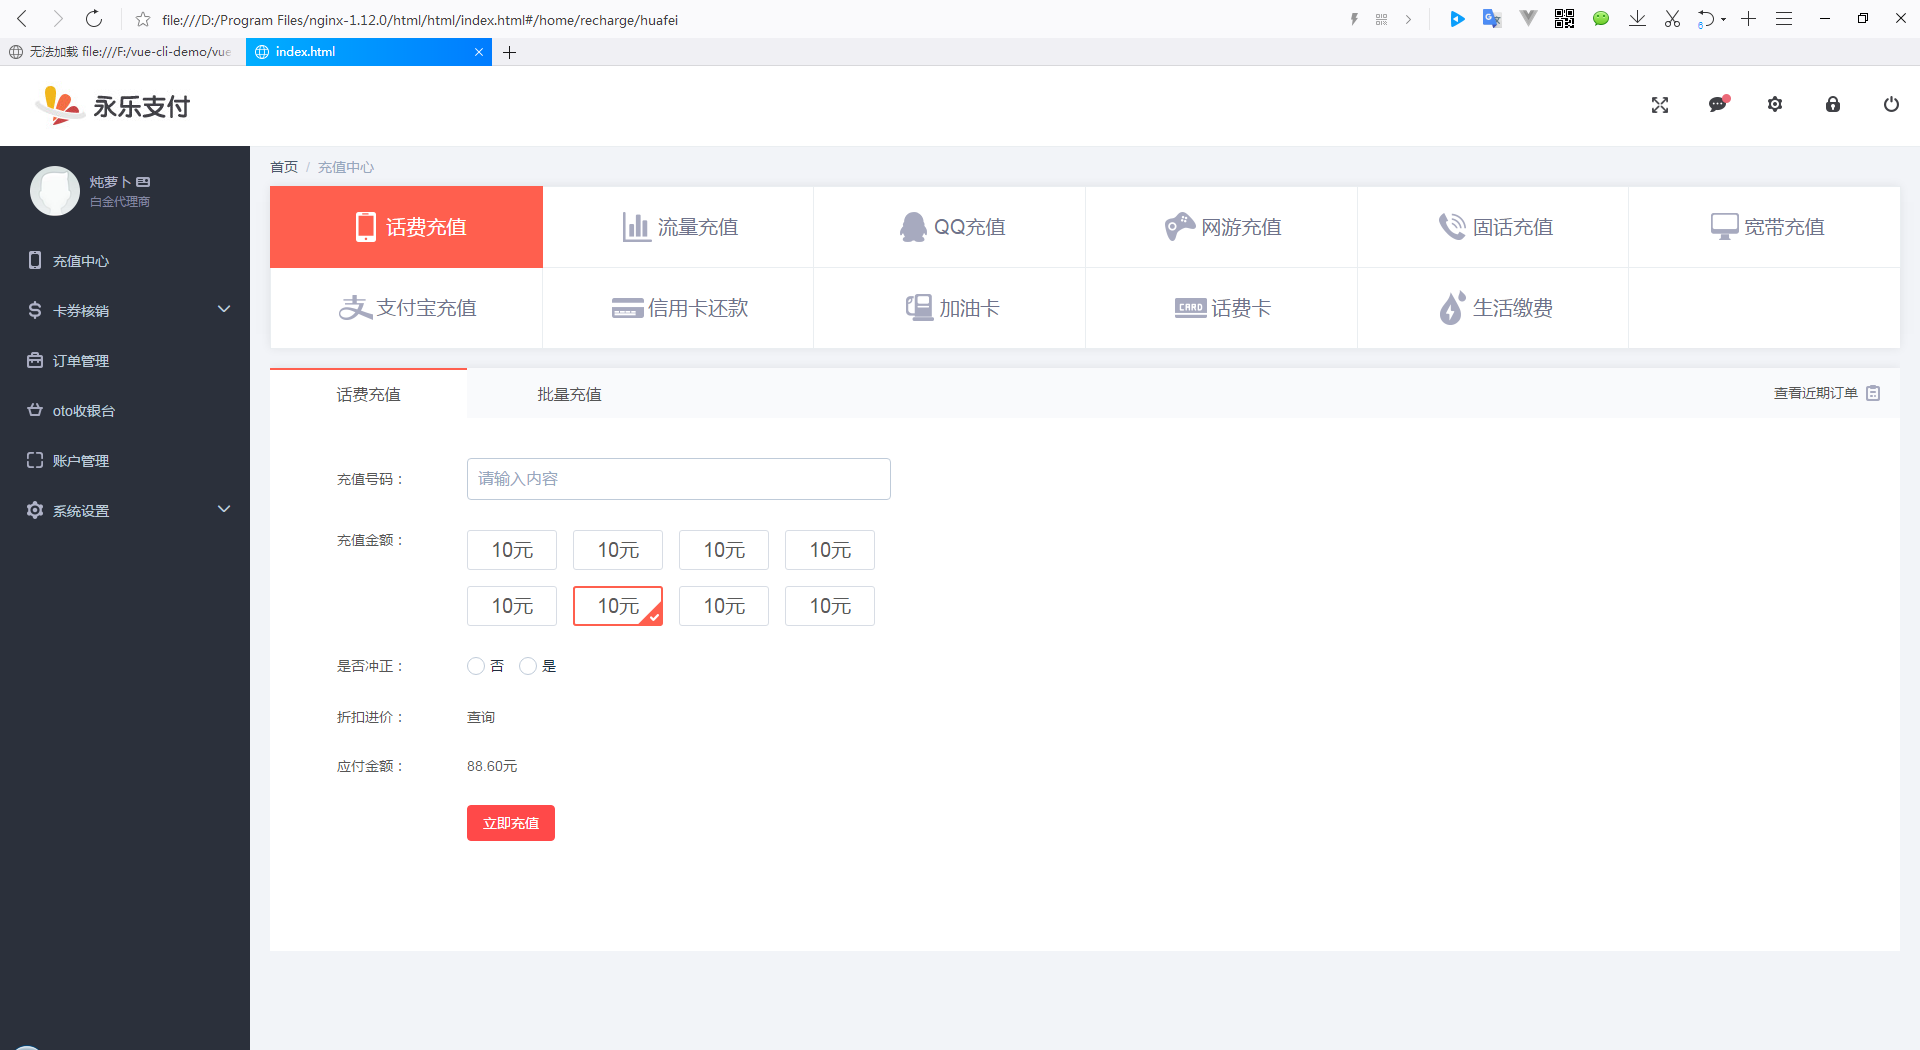 file:///D:/Program Files/nginx-1.12.0/html/html/index.html#/home/recharge/huafei
6
无法加载 file:///F:/vue-cli-demo/vue
index.html
永乐支付
炖萝卜
白金代理商
充值中心
卡券核销
订单管理
oto收银台
账户管理
系统设置
首页 / 充值中心
话费充值
流量充值
QQ充值
网游充值
固话充值
宽带充值
支付宝充值
信用卡还款
加油卡
CARD 话费卡
生活缴费
话费充值
批量充值
查看近期订单
充值号码：
请输入内容
充值金额：
10元 10元 10元 10元
10元 10元 10元 10元
是否冲正：
否 是
折扣进价：
查询
应付金额：
88.60元
立即充值